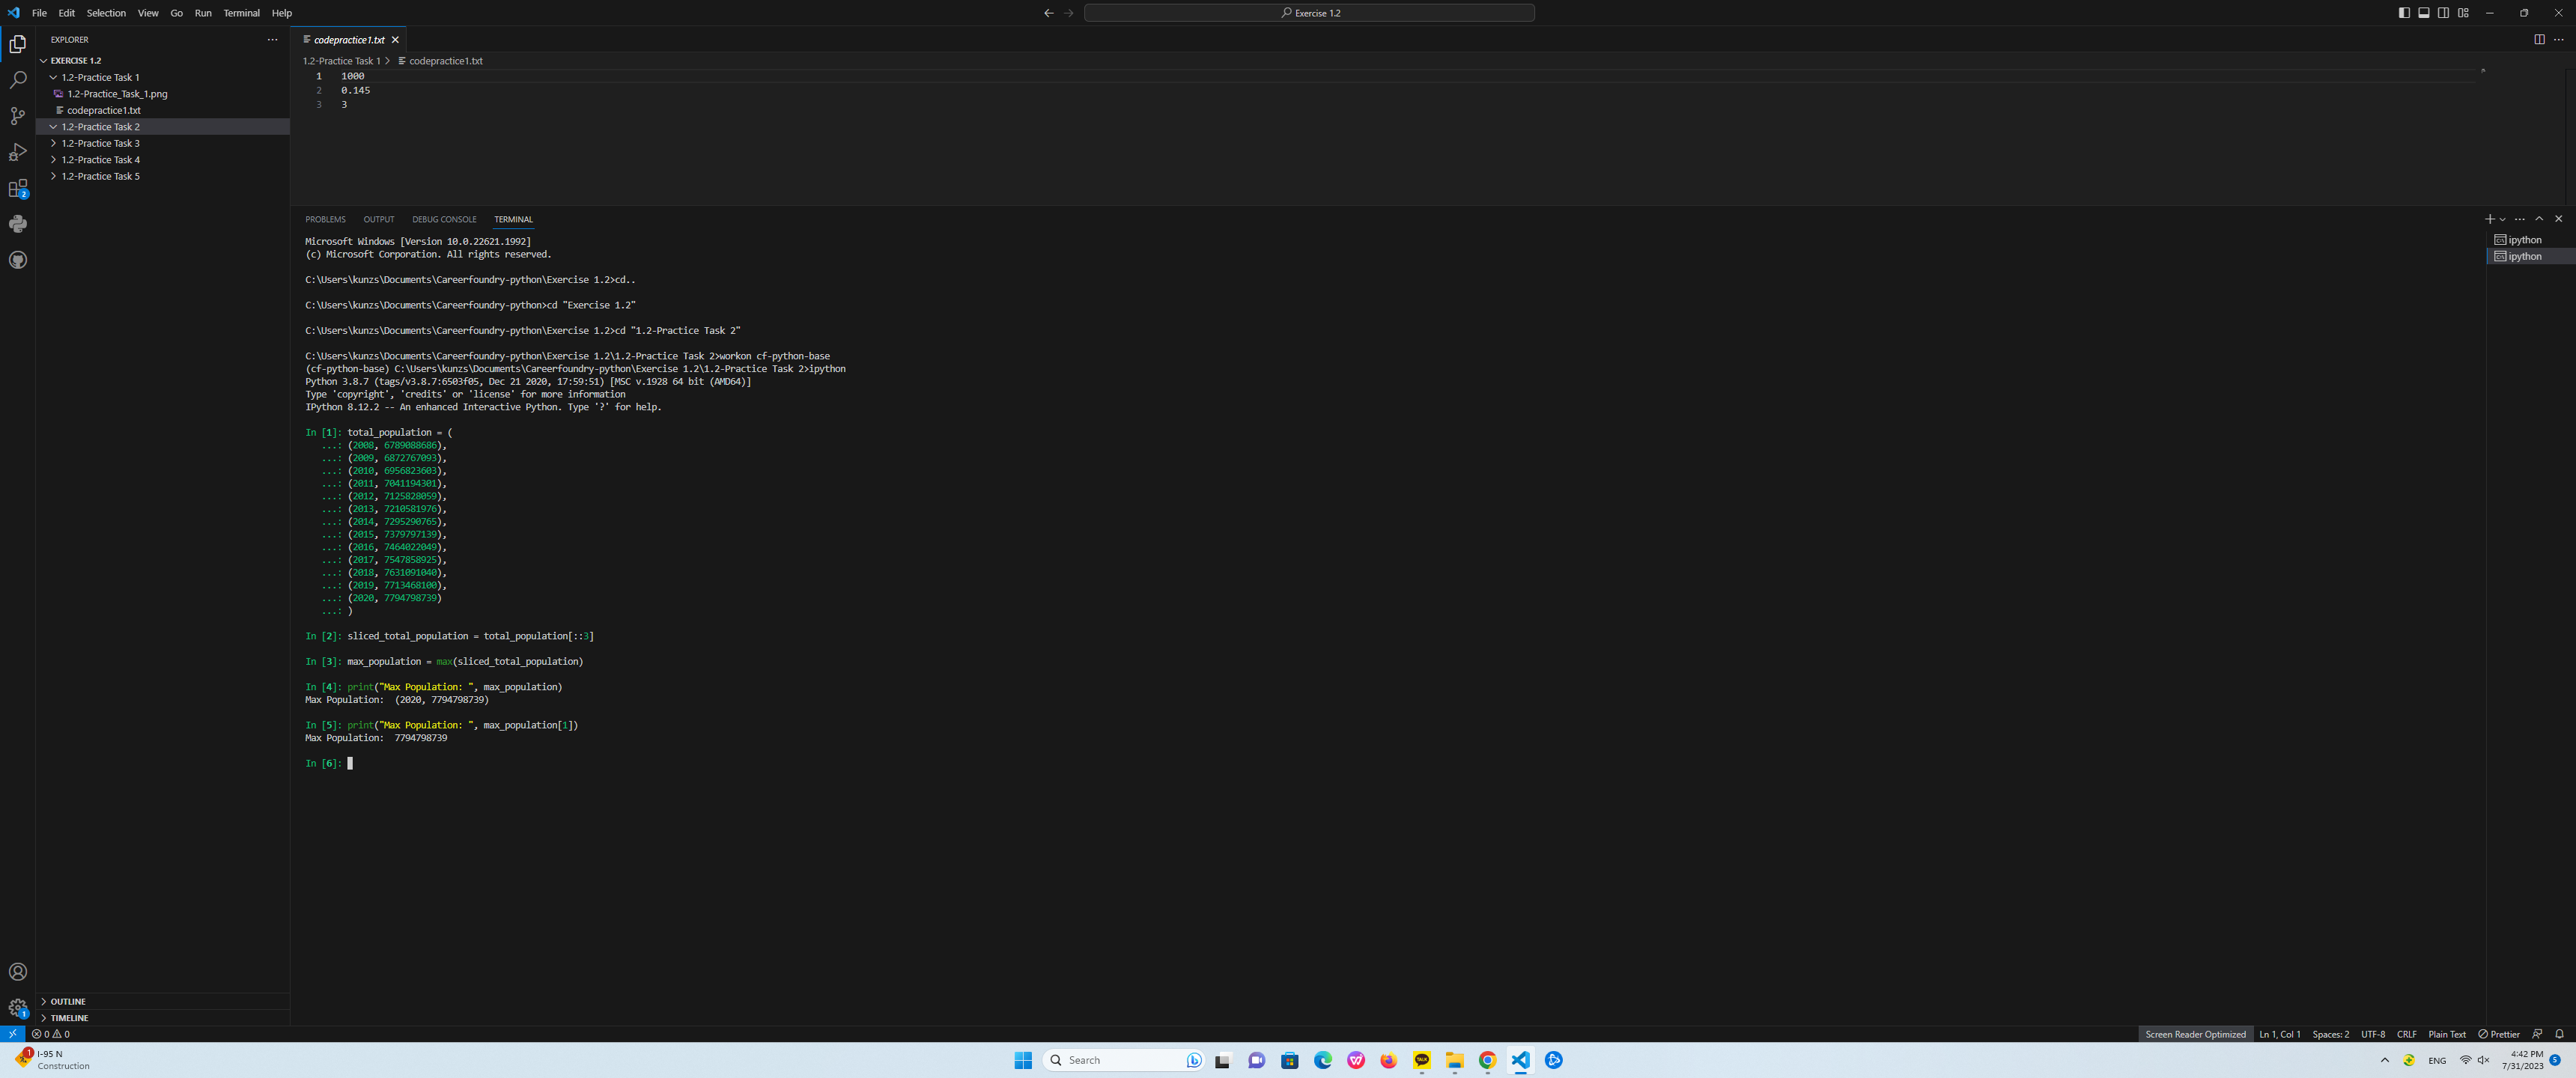 File Edit Selection View Go Run Terminal Help
Exercise 1.2
EXPLORER
codepractice1.txt
EXERCISE 1.2
1.2-Practice Task 1
1.2-Practice_Task_1.png
codepractice1.txt
1.2-Practice Task 2
1.2-Practice Task 3
1.2-Practice Task 4
1.2-Practice Task 5
2
1.2-Practice Task 1 > codepractice1.txt
1 1000
2 0.145
3 3
PROBLEMS OUTPUT DEBUG CONSOLE TERMINAL
ipython
ipython
Microsoft Windows [Version 10.0.22621.1992]
(c) Microsoft Corporation. All rights reserved.
C:\Users\kunzs\Documents\Careerfoundry-python\Exercise 1.2>cd..
C:\Users\kunzs\Documents\Careerfoundry-python>cd "Exercise 1.2"
C:\Users\kunzs\Documents\Careerfoundry-python\Exercise 1.2>cd "1.2-Practice Task 2"
C:\Users\kunzs\Documents\Careerfoundry-python\Exercise 1.2\1.2-Practice Task 2>workon cf-python-base
(cf-python-base) C:\Users\kunzs\Documents\Careerfoundry-python\Exercise 1.2\1.2-Practice Task 2>ipython
Python 3.8.7 (tags/v3.8.7:6503f05, Dec 21 2020, 17:59:51) [MSC v.1928 64 bit (AMD64)]
Type 'copyright', 'credits' or 'license' for more information
IPython 8.12.2 -- An enhanced Interactive Python. Type '?' for help.
In [1]: total_population = (
...: (2008, 6789088686),
...: (2009, 6872767093),
...: (2010, 6956823603),
...: (2011, 7041194301),
...: (2012, 7125828059),
...: (2013, 7210581976),
...: (2014, 7295290765),
...: (2015, 7379797139),
...: (2016, 7464022049),
...: (2017, 7547858925),
...: (2018, 7631091040),
...: (2019, 7713468100),
...: (2020, 7794798739)
...: )
In [2]: sliced_total_population = total_population[::3]
In [3]: max_population = max(sliced_total_population)
In [4]: print("Max Population: ", max_population)
Max Population:  (2020, 7794798739)
In [5]: print("Max Population: ", max_population[1])
Max Population:  7794798739
In [6]:
OUTLINE
TIMELINE
1
0 0
Screen Reader Optimized Ln 1, Col 1 Spaces: 2 UTF-8 CRLF Plain Text Prettier
1
I-95 N
Construction
Search
TALK
ENG
4:42 PM
7/31/2023
5